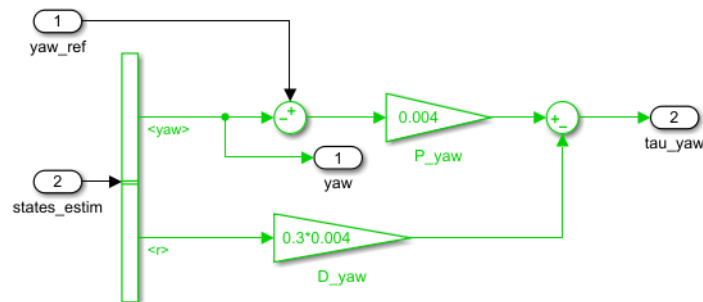 1
yaw_ref
<yaw>
- +
0.004
P_yaw
+ -
2
tau_yaw
1
yaw
2
states_estim
<r>
0.3*0.004
D_yaw